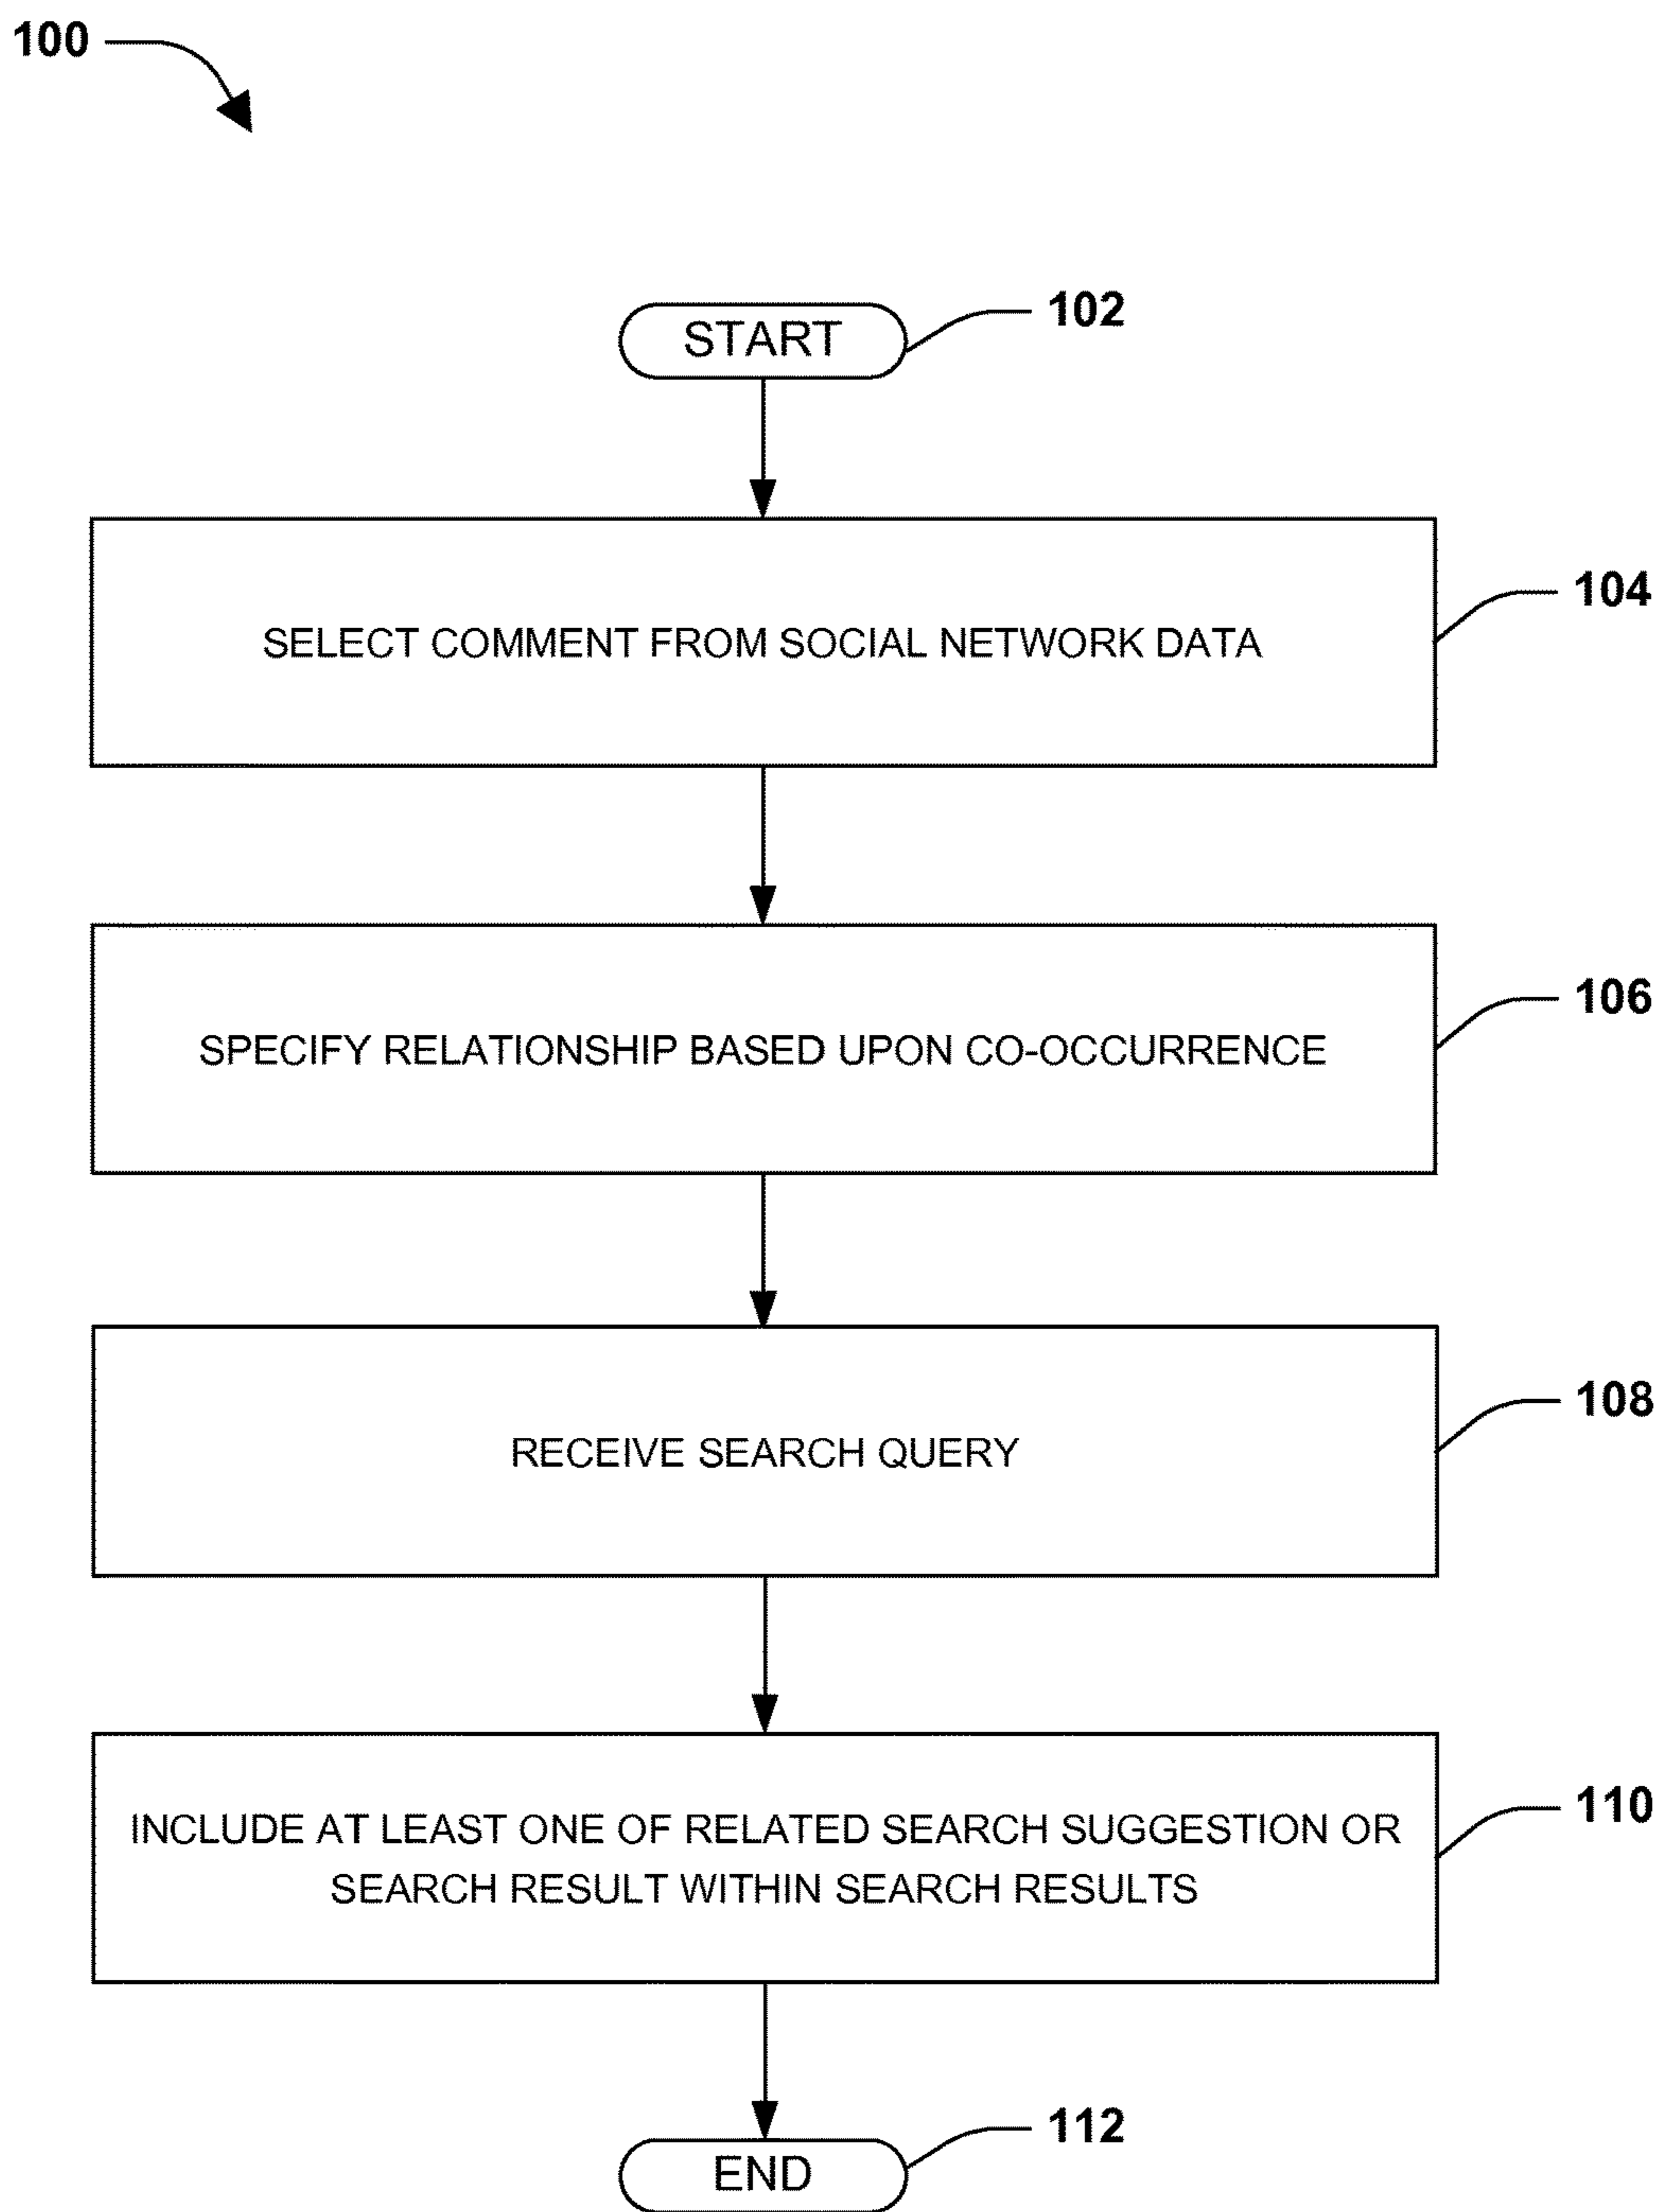 100
START
102
SELECT COMMENT FROM SOCIAL NETWORK DATA
104
SPECIFY RELATIONSHIP BASED UPON CO-OCCURRENCE
106
RECEIVE SEARCH QUERY
108
INCLUDE AT LEAST ONE OF RELATED SEARCH SUGGESTION OR
SEARCH RESULT WITHIN SEARCH RESULTS
110
END
112